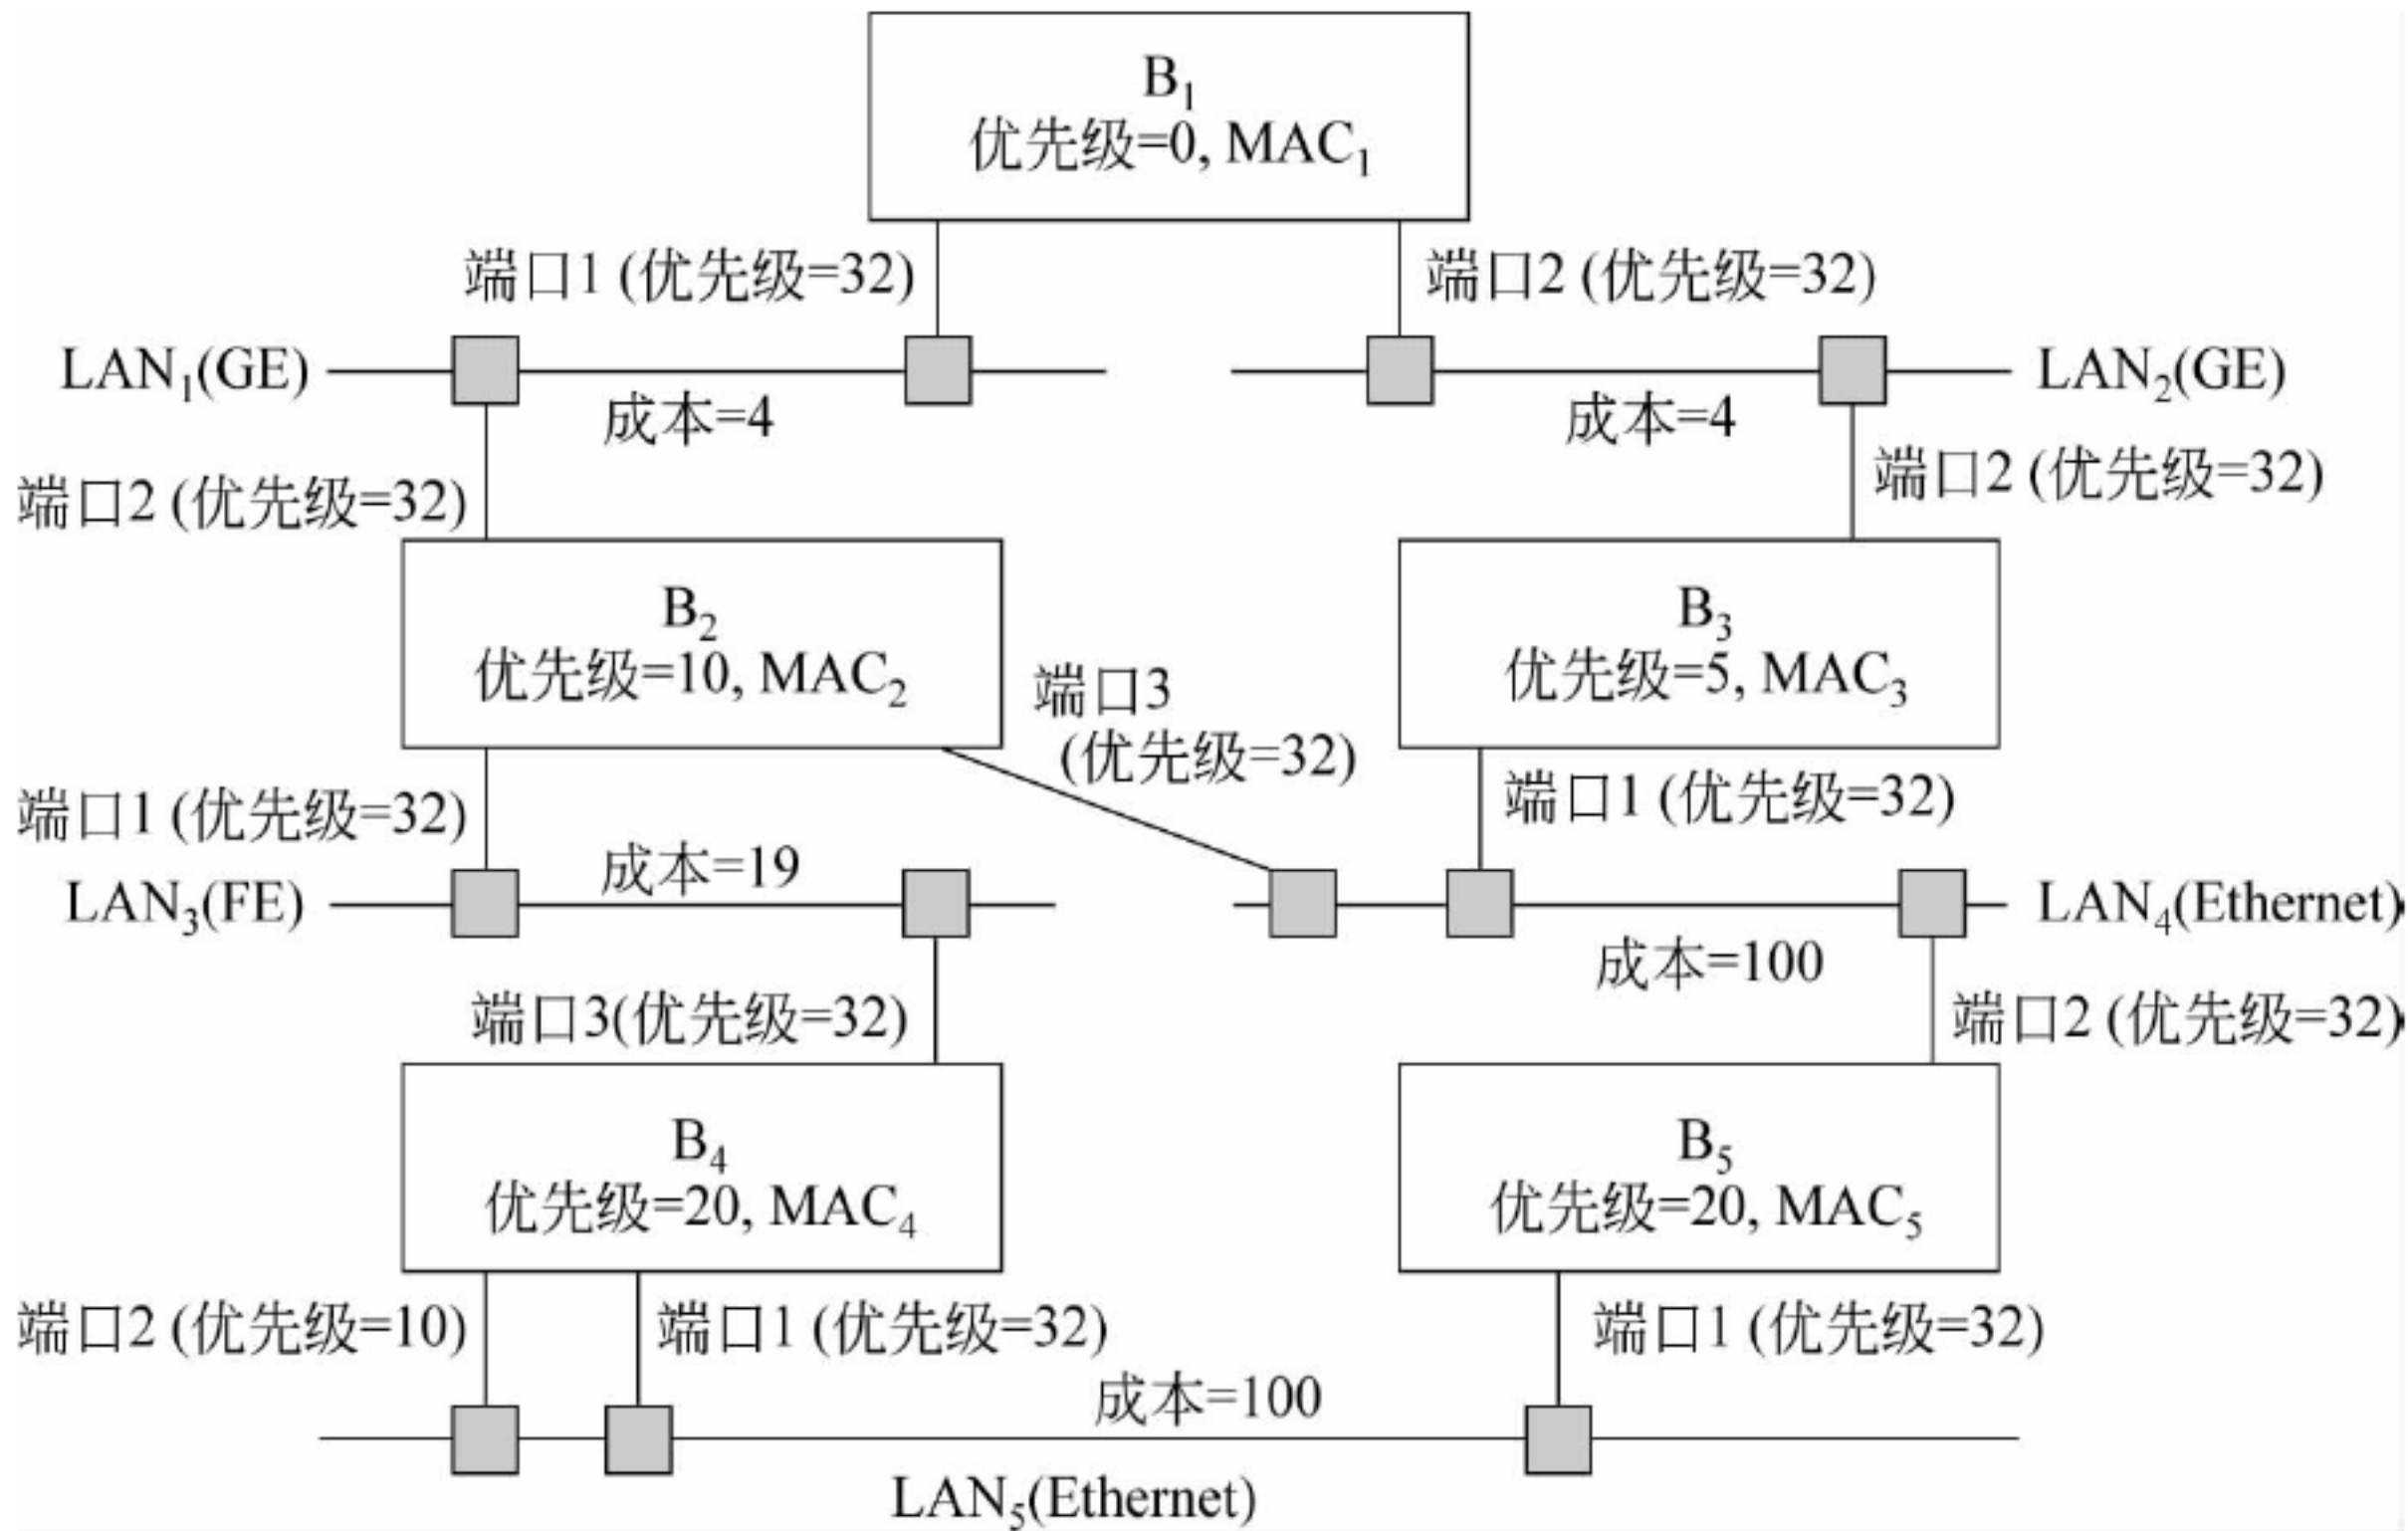 B₁
优先级=0, MAC₁
端口1 (优先级=32)
端口2 (优先级=32)
LAN₁(GE)
成本=4
成本=4
LAN₂(GE)
端口2 (优先级=32)
端口2 (优先级=32)
B₂
优先级=10, MAC₂
B₃
优先级=5, MAC₃
端口3
(优先级=32)
端口1 (优先级=32)
端口1 (优先级=32)
LAN₃(FE)
成本=19
LAN₄(Ethernet)
成本=100
端口3(优先级=32)
端口2 (优先级=32)
B₄
优先级=20, MAC₄
B₅
优先级=20, MAC₅
端口2 (优先级=10)
端口1 (优先级=32)
端口1 (优先级=32)
成本=100
LAN₅(Ethernet)